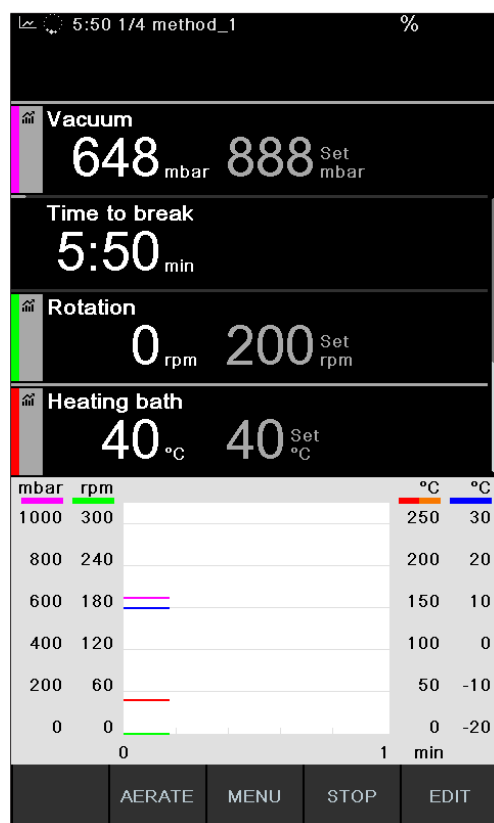 5:50 1/4 method_1 %
Vacuum
648 mbar 888 Set mbar
Time to break
5:50 min
Rotation
0 rpm 200 Set rpm
Heating bath
40 °C 40 Set °C
mbar rpm °C °C
1000 300 250 30
800 240 200 20
600 180 150 10
400 120 100 0
200 60 50 -10
0 0 0 -20
0 1 min
AERATE MENU STOP EDIT